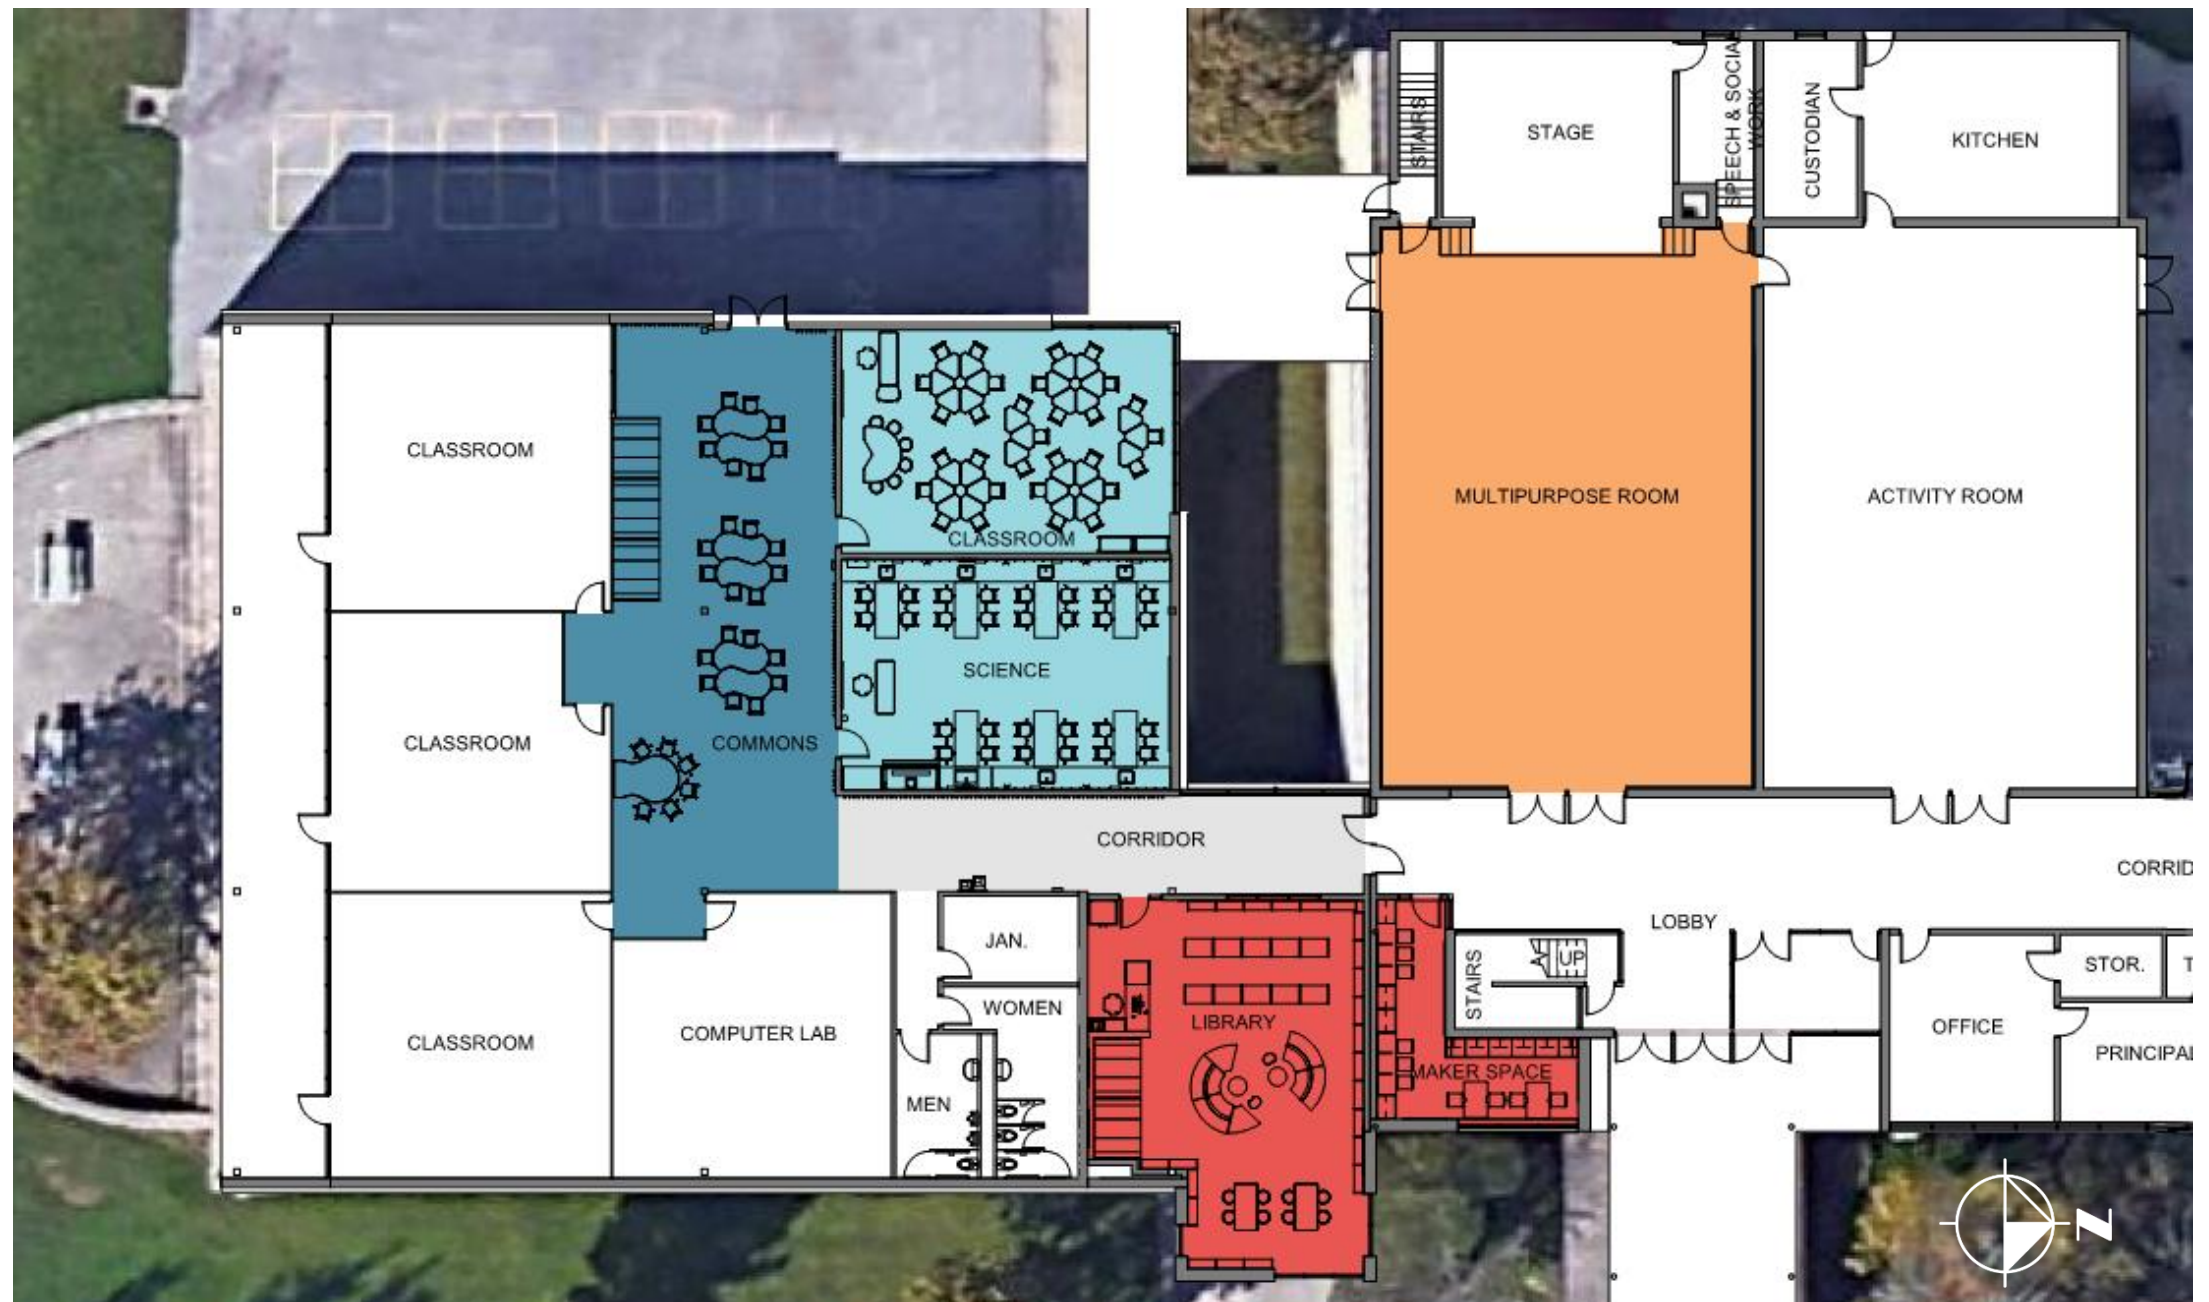 STAIRS
STAGE
SPEECH & SOCIAL
WORK
CUSTODIAN
KITCHEN
CLASSROOM
CLASSROOM
MULTIPURPOSE ROOM
ACTIVITY ROOM
SCIENCE
CLASSROOM
COMMONS
CORRIDOR
CORRID
LOBBY
JAN.
WOMEN
LIBRARY
STAIRS
UP
STOR.
T
OFFICE
PRINCIPAL
CLASSROOM
COMPUTER LAB
MEN
MAKER SPACE
N